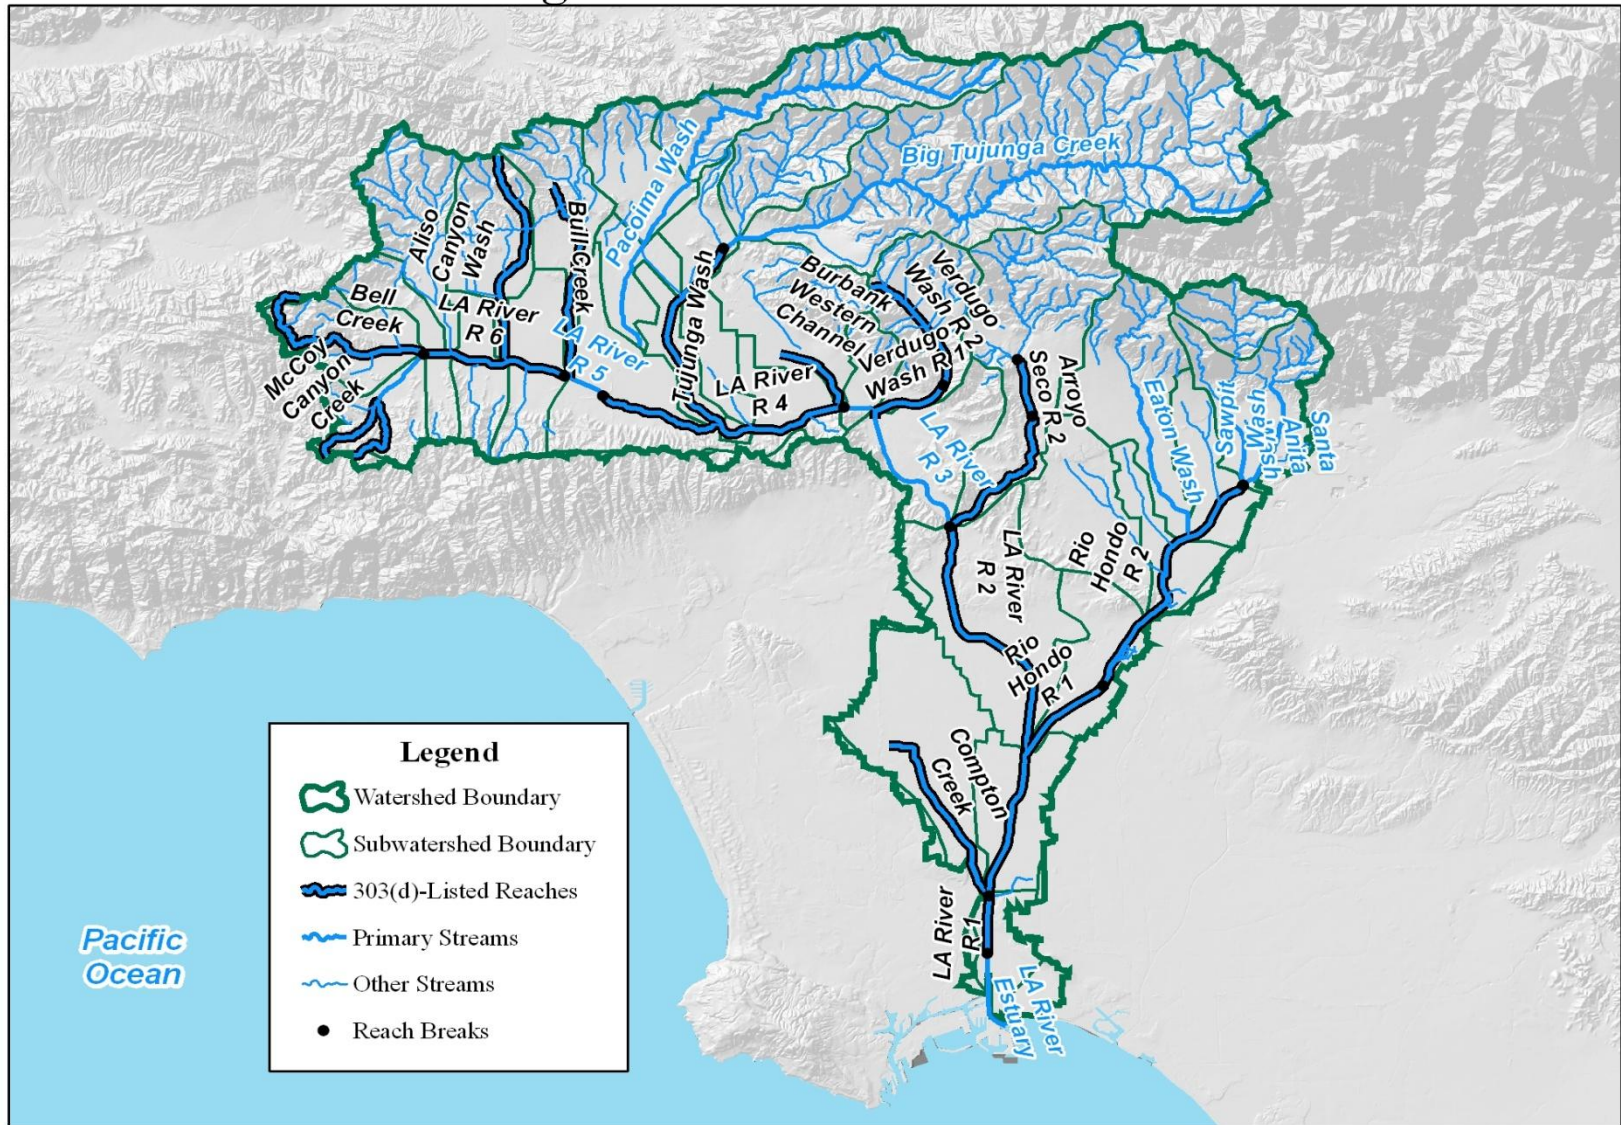 Pacoima Wash
Big Tujunga Creek
Aliso
Canyon
Wash
Bull Creek
Tujunga Wash
Burbank
Western
Channel
Verdugo
Wash R 2
Verdugo
Wash R 1
Bell
Creek
LA River
R 6
LA River
R 5
McCoy
Canyon
Creek
LA River
R 4
LA River
R 3
Arroyo
Seco R 2
Eaton Wash
Sawpit
Wash
Santa
Anita
Wash
LA River
R 2
Rio
Hondo
R 2
Rio
Hondo
R 1
Compton
Creek
LA River
R 1
LA River
Estuary
Pacific
Ocean
Legend
Watershed Boundary
Subwatershed Boundary
303(d)-Listed Reaches
Primary Streams
Other Streams
Reach Breaks